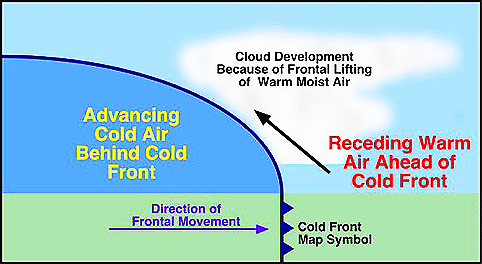 Cloud Development
Because of Frontal Lifting
of Warm Moist Air
Advancing
Cold Air
Behind Cold
Front
Receding Warm
Air Ahead of
Cold Front
Direction of
Frontal Movement
Cold Front
Map Symbol